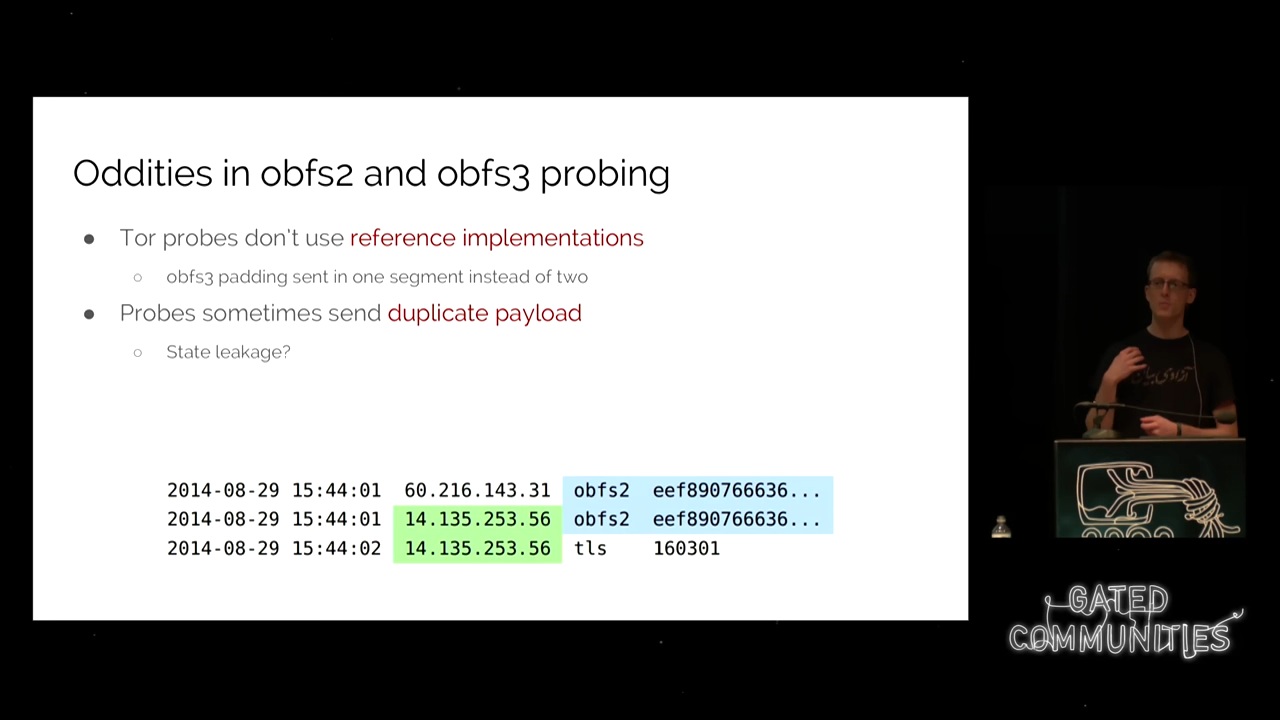 Oddities in obfs2 and obfs3 probing
● Tor probes don't use reference implementations
○ obfs3 padding sent in one segment instead of two
● Probes sometimes send duplicate payload
○ State leakage?
2014-08-29 15:44:01 60.216.143.31 obfs2 eef890766636...
2014-08-29 15:44:01 14.135.253.56 obfs2 eef890766636...
2014-08-29 15:44:02 14.135.253.56 tls 160301
آزادی بیان
GATED
COMMUNITIES